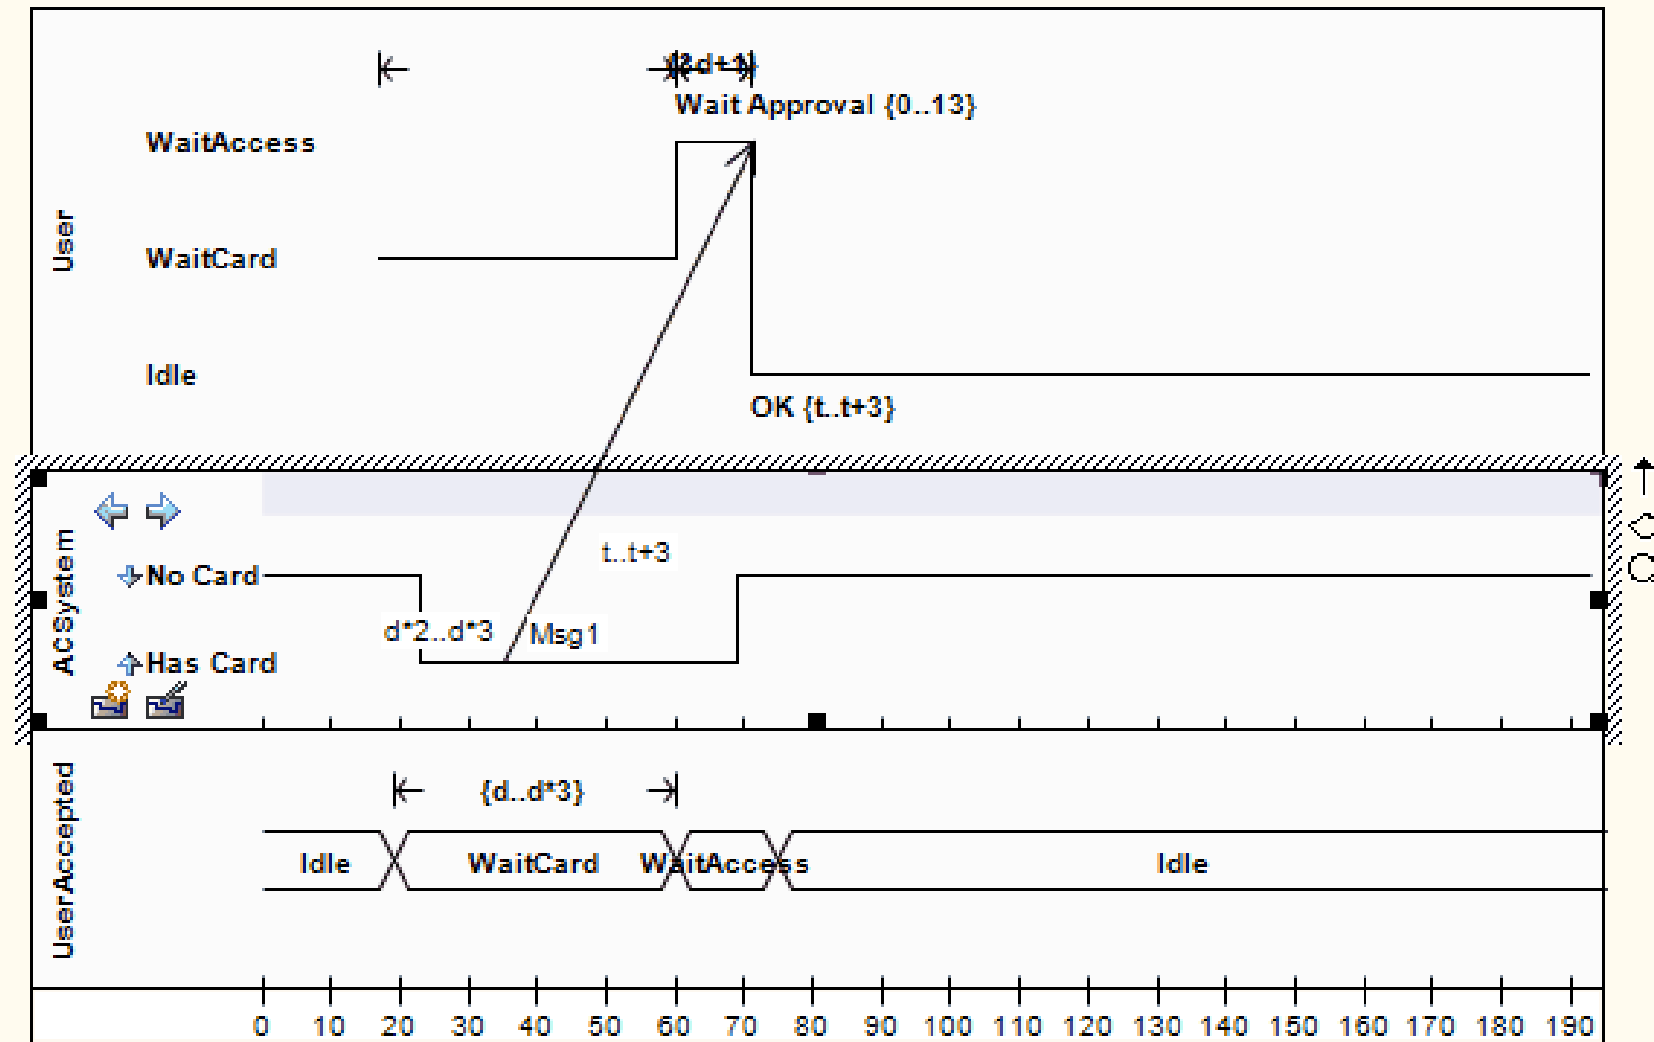 Wait Approval {0..13}
WaitAccess
User
WaitCard
Idle
OK {t..t+3}
ACSystem
t..t+3
No Card
d*2..d*3
Msg1
Has Card
UserAccepted
{d..d*3}
Idle WaitCard WaitAccess Idle
0 10 20 30 40 50 60 70 80 90 100 110 120 130 140 150 160 170 180 190